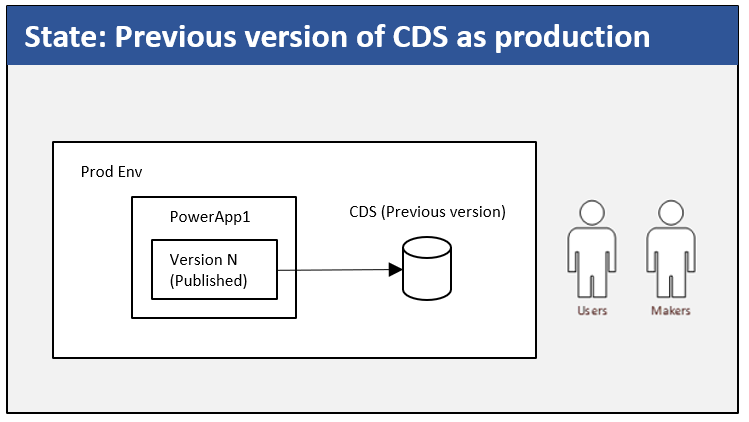 State: Previous version of CDS as production
Prod Env
PowerApp1
Version N
(Published)
CDS (Previous version)
Users
Makers